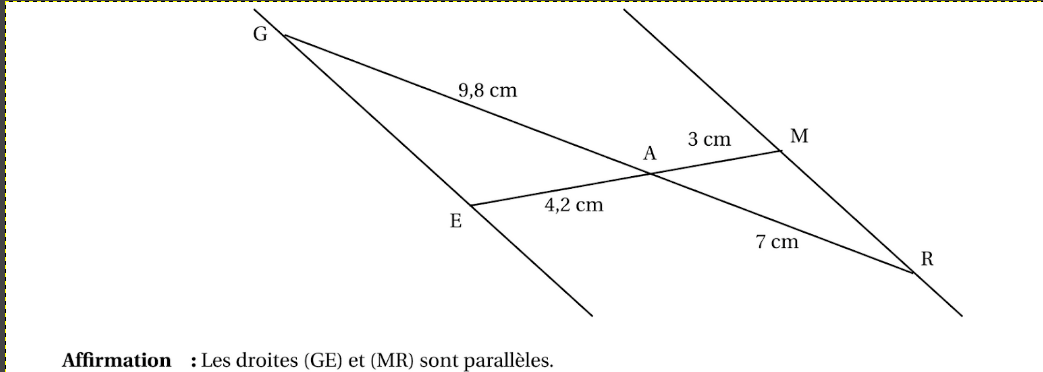 G
9,8 cm
M
3 cm
A
4,2 cm
E
7 cm
R
Affirmation : Les droites (GE) et (MR) sont parallèles.